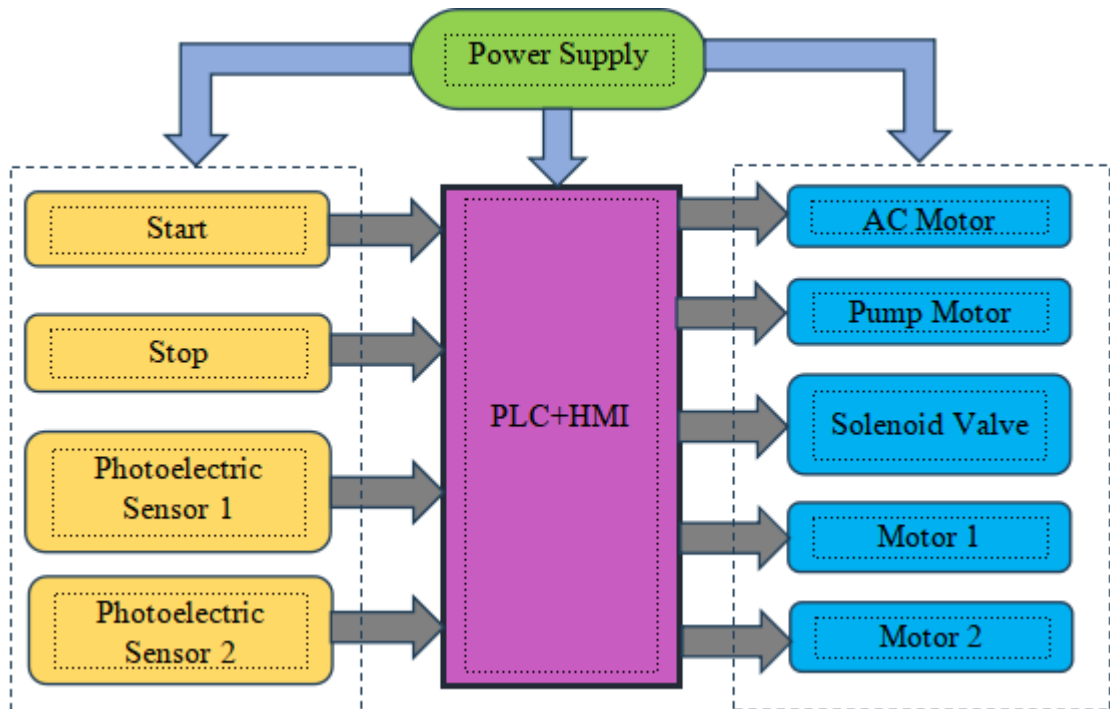 Power Supply
Start
Stop
Photoelectric
Sensor 1
Photoelectric
Sensor 2
PLC+HMI
AC Motor
Pump Motor
Solenoid Valve
Motor 1
Motor 2